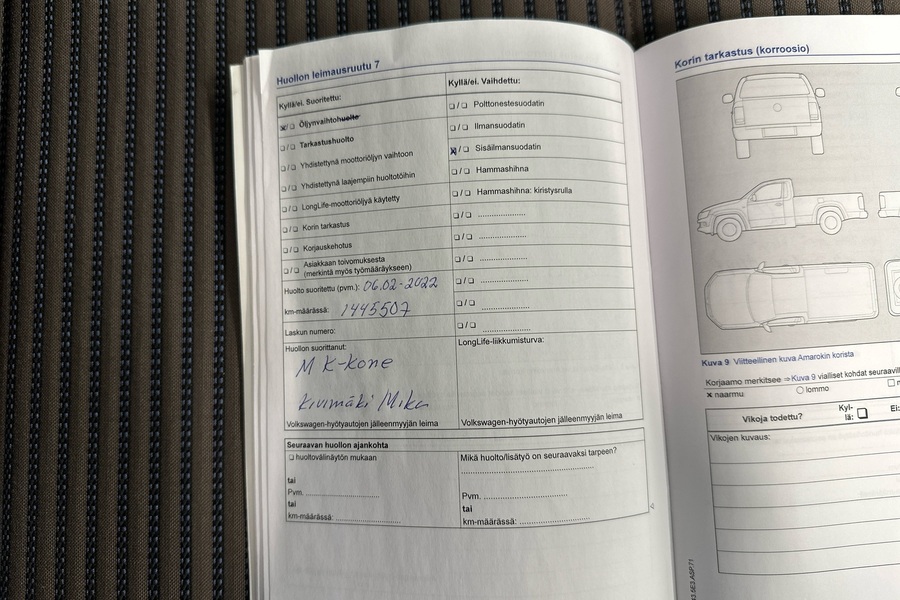 Huollon leimausruutu 7
Kyllä/ei. Suoritettu:
Öljynvaihtohuolto
Tarkastushuolto
Yhdistettynä moottoriöljyn vaihtoon
Yhdistettynä laajempiin huoltotöihin
LongLife-moottoriöljyä käytetty
Korin tarkastus
Korjauskehotus
Asiakkaan toivomuksesta
(merkintä myös työmääräykseen)
Huolto suoritettu (pvm.): 06.02-2022
km-määrässä: 1445507
Laskun numero:
Huollon suorittanut:
M K-Kone
Kivimäki Mika
Volkswagen-hyötyautojen jälleenmyyjän leima
Kyllä/ei. Vaihdettu:
Polttonestesuodatin
Ilmansuodatin
Sisäilmansuodatin
Hammashihna
Hammashihna: kiristysrulla
LongLife-liikkumisturva:
Volkswagen-hyötyautojen jälleenmyyjän leima
Seuraavan huollon ajankohta
huoltovälinäytön mukaan
tai
Pvm.
tai
km-määrässä:
Mikä huolto/lisätyö on seuraavaksi tarpeen?
Pvm.
tai
km-määrässä:
Korin tarkastus (korroosio)
Kuva 9 Viitteellinen kuva Amarokin korista
Korjaamo merkitsee ⇒ Kuva 9 vialliset kohdat
× naarmu ○ lommo
Vikoja todettu? Kyl-
lä: Ei:
Vikojen kuvaus: